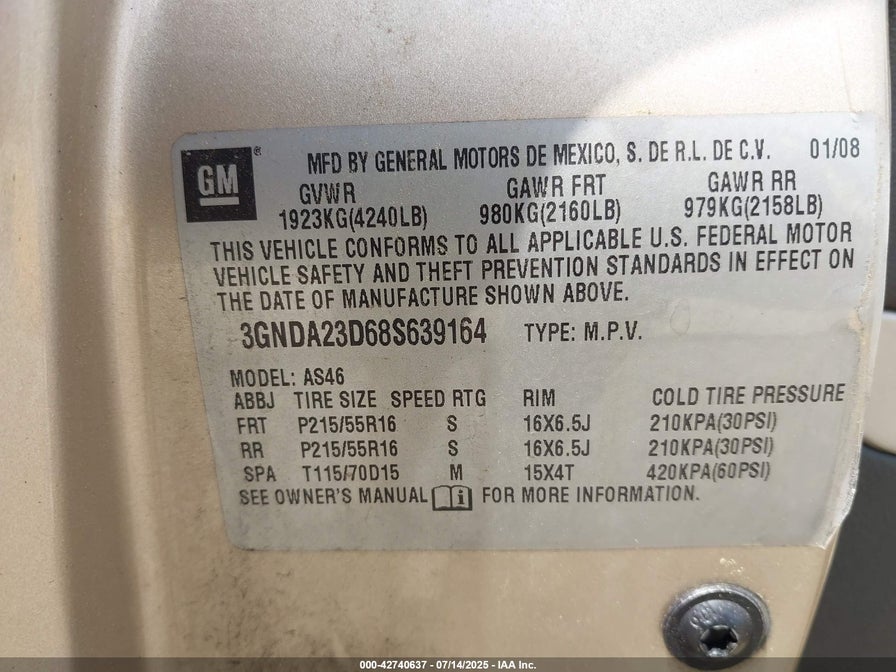 GM ® MFD BY GENERAL MOTORS DE MEXICO, S. DE R.L. DE C.V. 01/08
GVWR GAWR FRT GAWR RR
1923KG(4240LB) 980KG(2160LB) 979KG(2158LB)
THIS VEHICLE CONFORMS TO ALL APPLICABLE U.S. FEDERAL MOTOR
VEHICLE SAFETY AND THEFT PREVENTION STANDARDS IN EFFECT ON
THE DATE OF MANUFACTURE SHOWN ABOVE.
3GNDA23D68S639164 TYPE: M.P.V.
MODEL: AS46
ABBJ TIRE SIZE SPEED RTG RIM COLD TIRE PRESSURE
FRT P215/55R16 S 16X6.5J 210KPA(30PSI)
RR P215/55R16 S 16X6.5J 210KPA(30PSI)
SPA T115/70D15 M 15X4T 420KPA(60PSI)
SEE OWNER'S MANUAL FOR MORE INFORMATION.
000-42740637 - 07/14/2025 - IAA Inc.